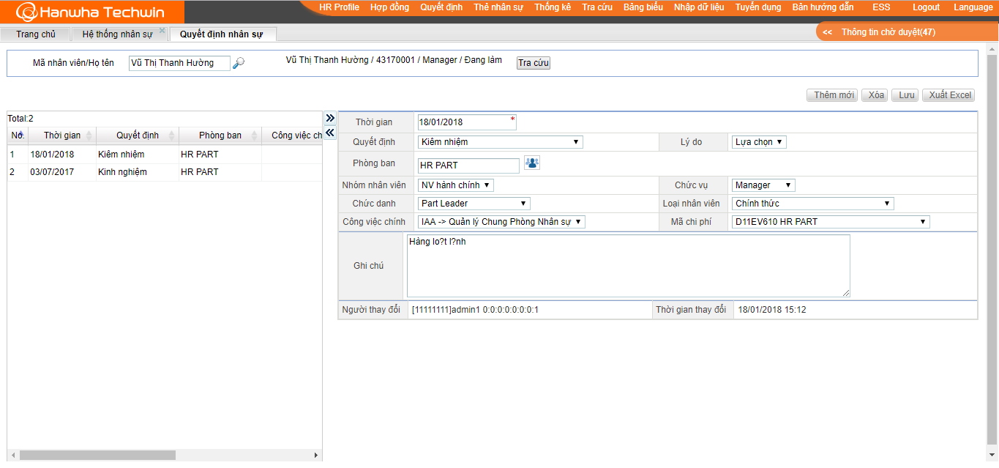 Hanwha Techwin
HR Profile Hợp đồng Quyết định Thẻ nhân sự Thống kê Tra cứu Bảng biểu Nhập dữ liệu Tuyển dụng Bản hướng dẫn ESS Logout Language
Trang chủ Hệ thống nhân sự Quyết định nhân sự
<< Thông tin chờ duyệt(47)
Mã nhân viên/Họ tên Vũ Thị Thanh Hường Vũ Thị Thanh Hường / 43170001 / Manager / Đang làm Tra cứu
Thêm mới Xóa Lưu Xuất Excel
Total:2
No. Thời gian Quyết định Phòng ban Công việc ch
1 18/01/2018 Kiêm nhiệm HR PART
2 03/07/2017 Kinh nghiệm HR PART
Thời gian 18/01/2018 *
Quyết định Kiêm nhiệm Lý do Lựa chọn
Phòng ban HR PART
Nhóm nhân viên NV hành chính Chức vụ Manager
Chức danh Part Leader Loại nhân viên Chính thức
Công việc chính IAA -> Quản lý Chung Phòng Nhân sự Mã chi phí D11EV610 HR PART
Ghi chú Hàng lo?t l?nh
Người thay đổi [11111111]admin1 0:0:0:0:0:0:0:1 Thời gian thay đổi 18/01/2018 15:12